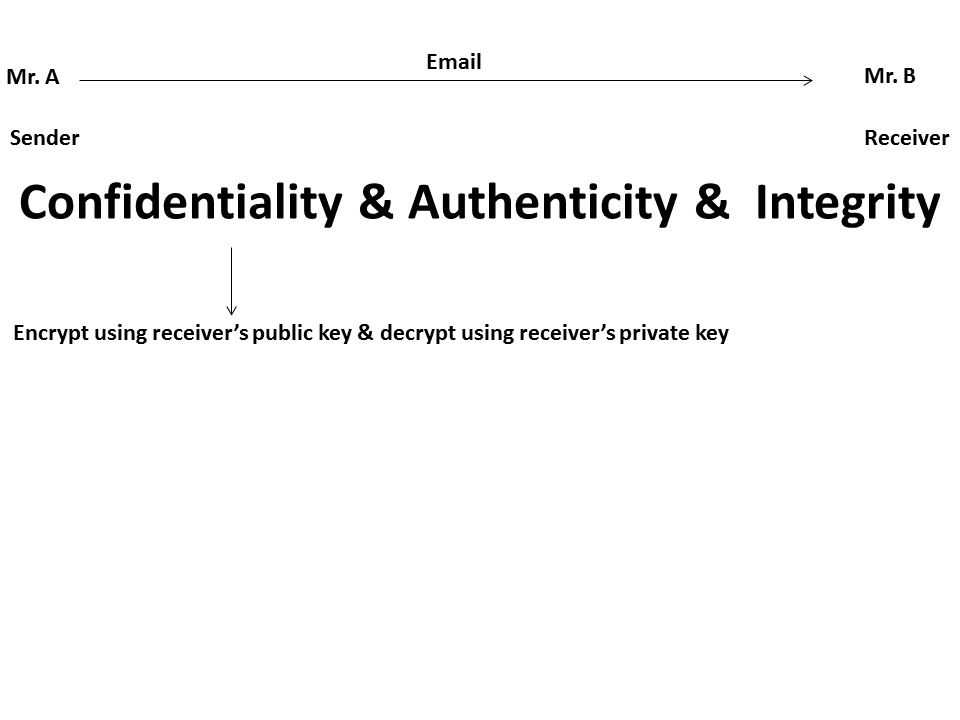 Email
Mr. A
Mr. B
Sender
Receiver
Confidentiality & Authenticity & Integrity
Encrypt using receiver’s public key & decrypt using receiver’s private key